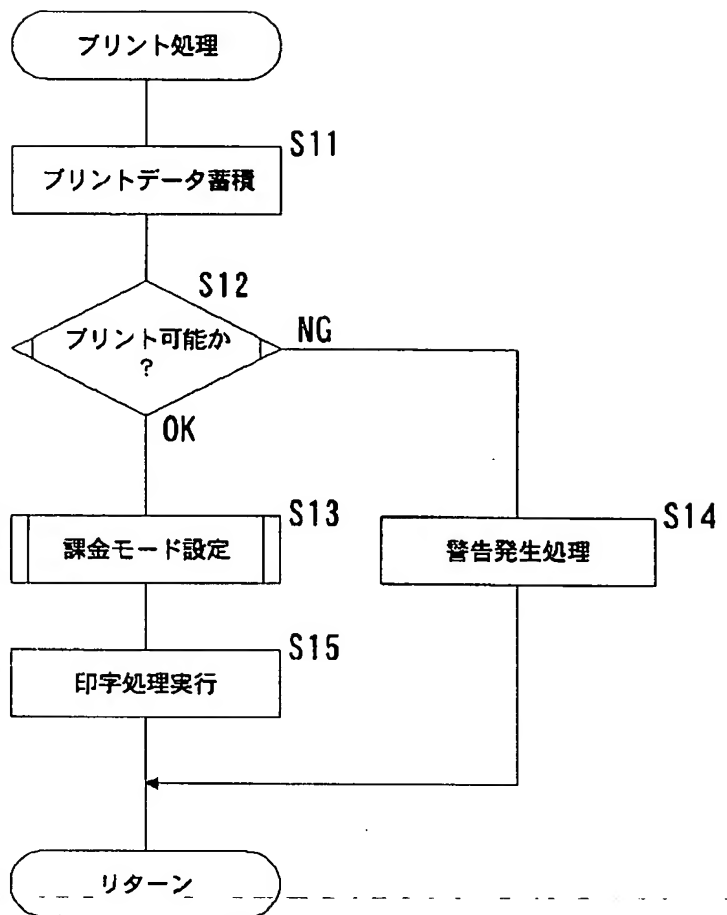 プリント処理
S11
プリントデータ蓄積
S12
プリント可能か
?
NG
OK
S13
課金モード設定
S14
警告発生処理
S15
印字処理実行
リターン